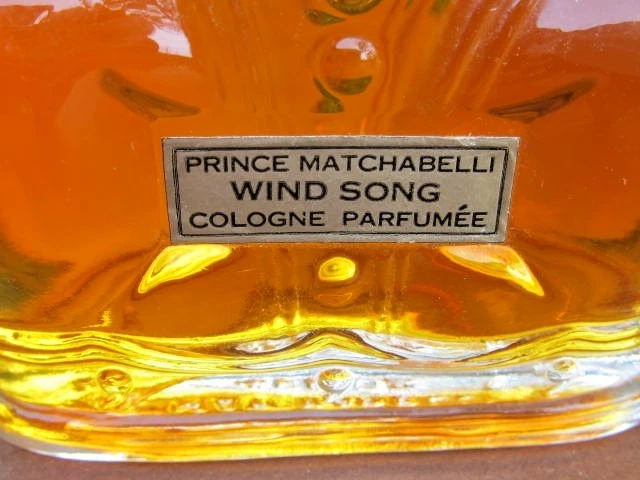 PRINCE MATCHABELLI
WIND SONG
COLOGNE PARFUMÉE